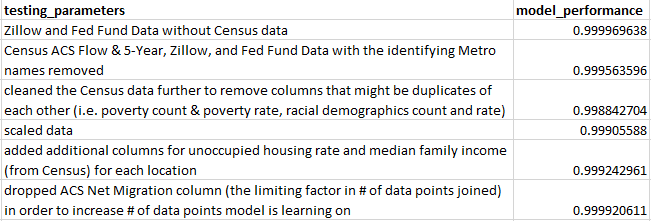 testing_parameters model_performance
Zillow and Fed Fund Data without Census data 0.999969638
Census ACS Flow & 5-Year, Zillow, and Fed Fund Data with the identifying Metro
names removed 0.999563596
cleaned the Census data further to remove columns that might be duplicates of
each other (i.e. poverty count & poverty rate, racial demographics count and rate) 0.998842704
scaled data 0.99905588
added additional columns for unoccupied housing rate and median family income
(from Census) for each location 0.999242961
dropped ACS Net Migration column (the limiting factor in # of data points joined)
in order to increase # of data points model is learning on 0.999920611